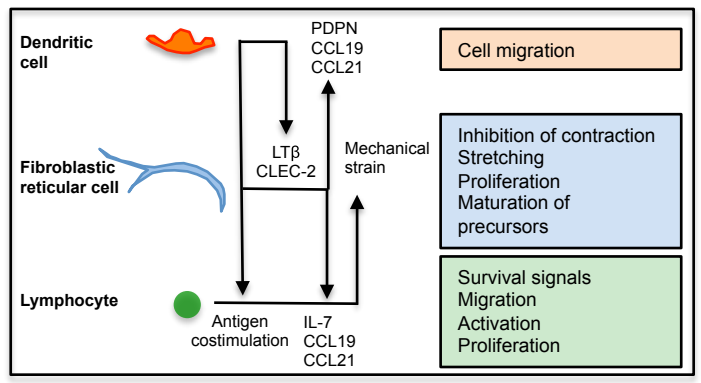 Dendritic
cell
PDPN
CCL19
CCL21
Cell migration
Fibroblastic
reticular cell
LTβ
CLEC-2
Mechanical
strain
Inhibition of contraction
Stretching
Proliferation
Maturation of
precursors
Lymphocyte
Antigen
costimulation
IL-7
CCL19
CCL21
Survival signals
Migration
Activation
Proliferation